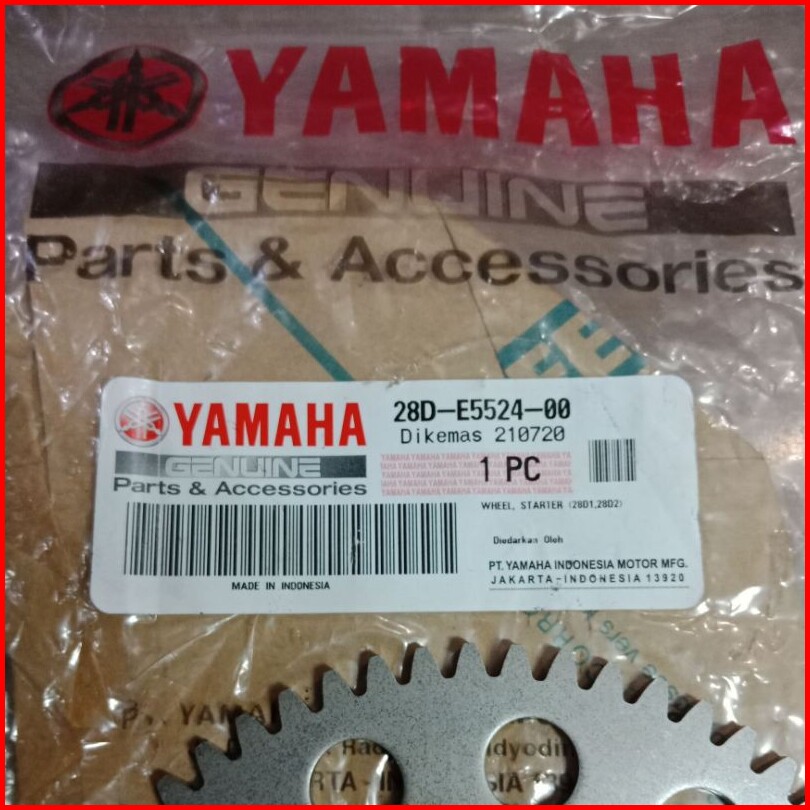 YAMAHA
GENUINE
Parts & Accessories
YAMAHA
GENUINE
Parts & Accessories
28D-E5524-00
Dikemas 210720
1 PC
WHEEL, STARTER (28D1,28D2)
Diedarkan Oleh
PT. YAMAHA INDONESIA MOTOR MFG.
JAKARTA-INDONESIA 13920
MADE IN INDONESIA